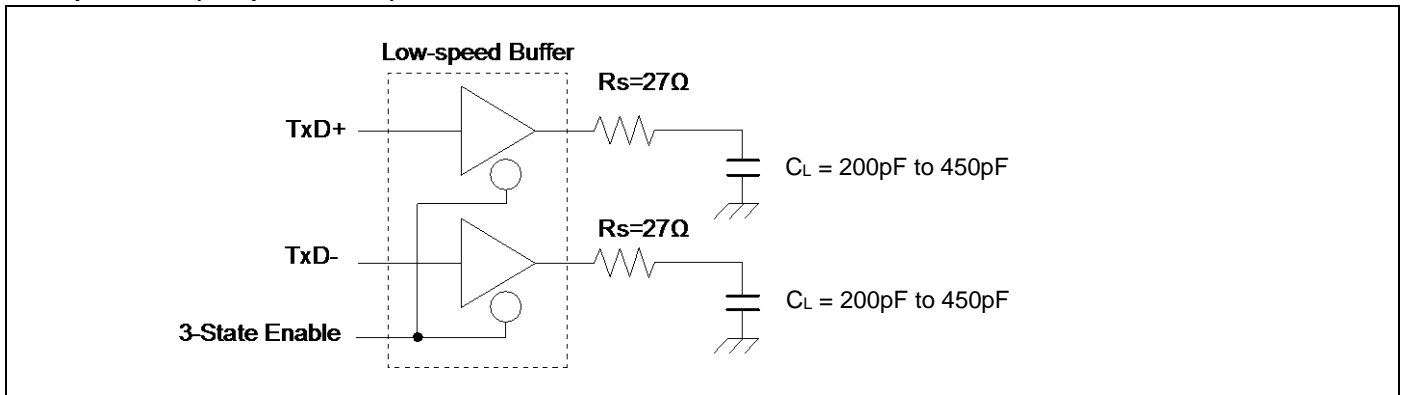 Low-speed Buffer
Rs=27Ω
TxD+
CL = 200pF to 450pF
Rs=27Ω
TxD-
CL = 200pF to 450pF
3-State Enable